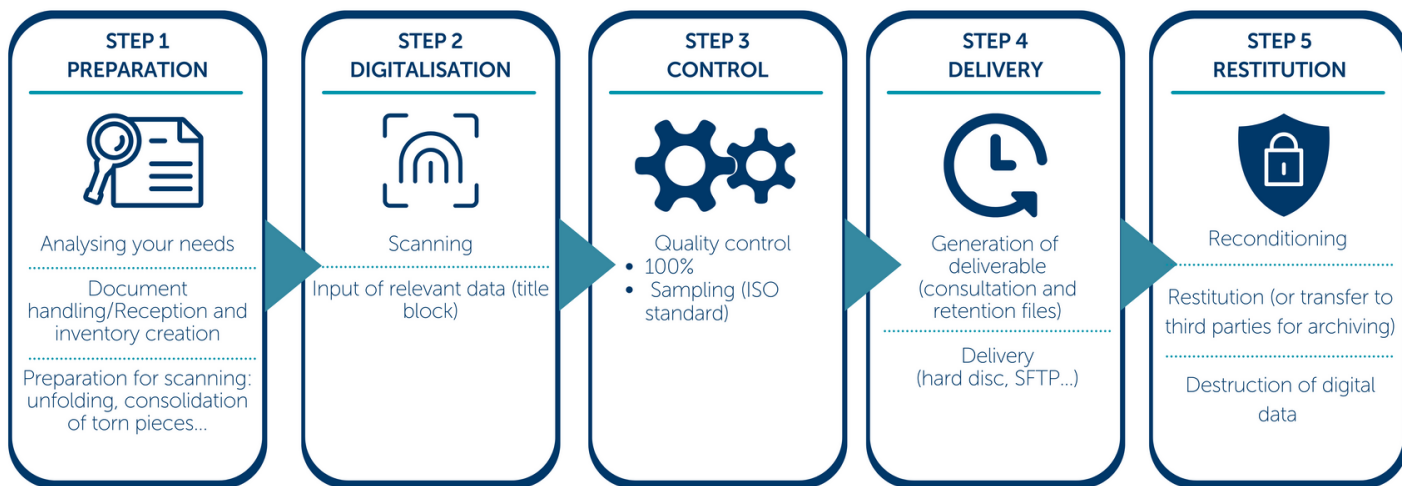 STEP 1
PREPARATION
Analysing your needs
Document
handling/Reception and
inventory creation
Preparation for scanning:
unfolding, consolidation
of torn pieces...
STEP 2
DIGITALISATION
Scanning
Input of relevant data (title
block)
STEP 3
CONTROL
Quality control
• 100%
• Sampling (ISO
standard)
STEP 4
DELIVERY
Generation of
deliverable
(consultation and
retention files)
Delivery
(hard disc, SFTP...)
STEP 5
RESTITUTION
Reconditioning
Restitution (or transfer to
third parties for archiving)
Destruction of digital
data